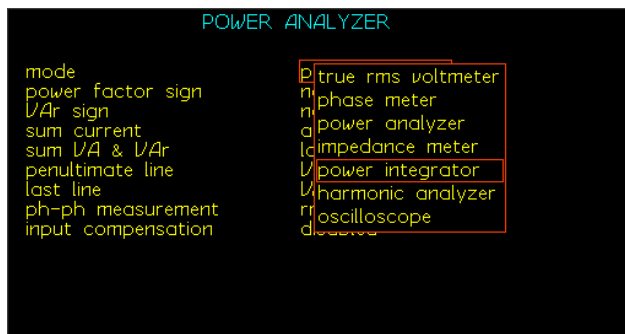 POWER ANALYZER
mode
power factor sign
VAr sign
sum current
sum VA & VAr
penultimate line
last line
ph-ph measurement
input compensation
true rms voltmeter
phase meter
power analyzer
impedance meter
power integrator
harmonic analyzer
oscilloscope